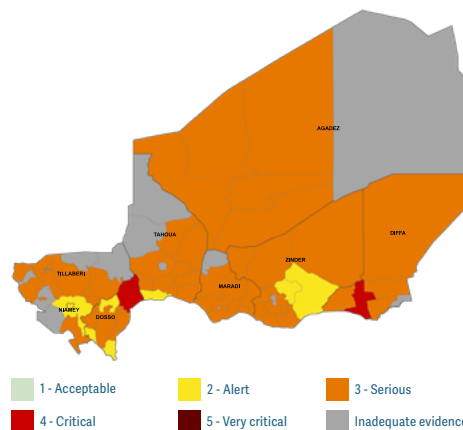 AGADEZ
TAHOUA
DIFFA
ZINDER
TILLABERI
MARADI
NIAMEY
DOSSO
1 - Acceptable
2 - Alert
3 - Serious
4 - Critical
5 - Very critical
Inadequate evidence